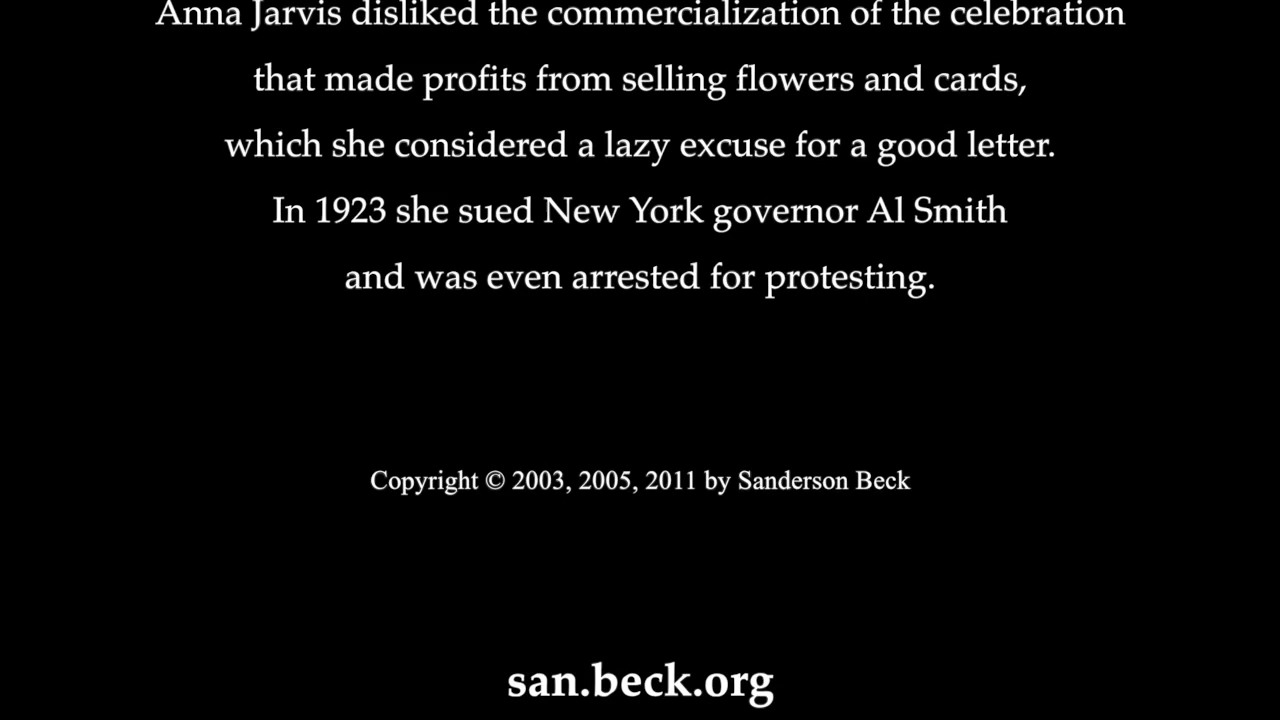 Anna Jarvis disliked the commercialization of the celebration
that made profits from selling flowers and cards,
which she considered a lazy excuse for a good letter.
In 1923 she sued New York governor Al Smith
and was even arrested for protesting.
Copyright © 2003, 2005, 2011 by Sanderson Beck
san.beck.org